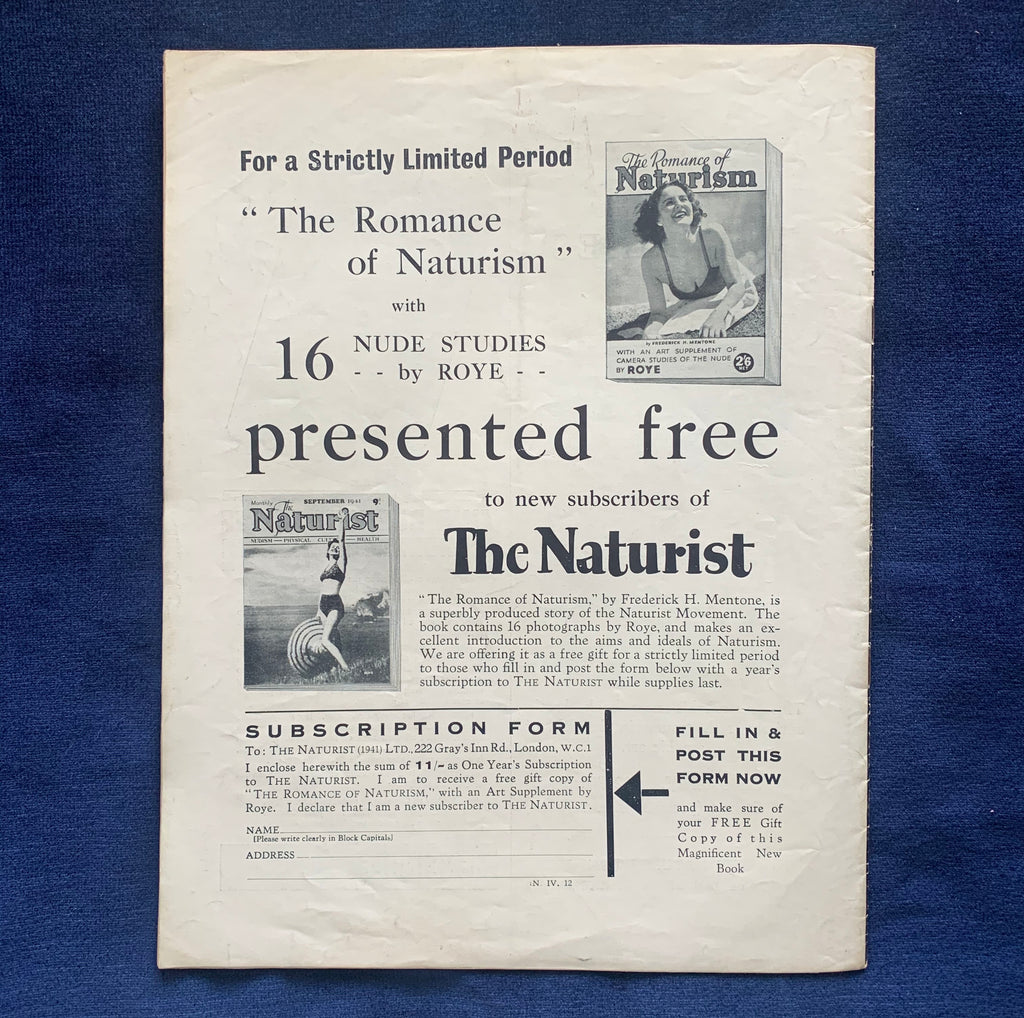 For a Strictly Limited Period
“ The Romance
of Naturism ”
with
16 NUDE STUDIES
- - by ROYE - -
The Romance of
Naturism
by FREDERICK H. MENTONE
WITH AN ART SUPPLEMENT OF
CAMERA STUDIES OF THE NUDE
BY ROYE
2/6
NET
presented free
to new subscribers of
The Naturist
Monthly
SEPTEMBER 1941
9D
The
Naturist
NUDISM — PHYSICAL CULTURE — HEALTH
“ The Romance of Naturism,” by Frederick H. Mentone, is
a superbly produced story of the Naturist Movement. The
book contains 16 photographs by Roye, and makes an ex-
cellent introduction to the aims and ideals of Naturism.
We are offering it as a free gift for a strictly limited period
to those who fill in and post the form below with a year’s
subscription to THE NATURIST while supplies last.
SUBSCRIPTION FORM
To: THE NATURIST (1941) LTD., 222 Gray’s Inn Rd., London, W.C.1
I enclose herewith the sum of 11/- as One Year’s Subscription
to THE NATURIST. I am to receive a free gift copy of
“THE ROMANCE OF NATURISM,” with an Art Supplement by
Roye. I declare that I am a new subscriber to THE NATURIST.
NAME
(Please write clearly in Block Capitals)
ADDRESS
N. IV. 12
FILL IN &
POST THIS
FORM NOW
and make sure of
your FREE Gift
Copy of this
Magnificent New
Book